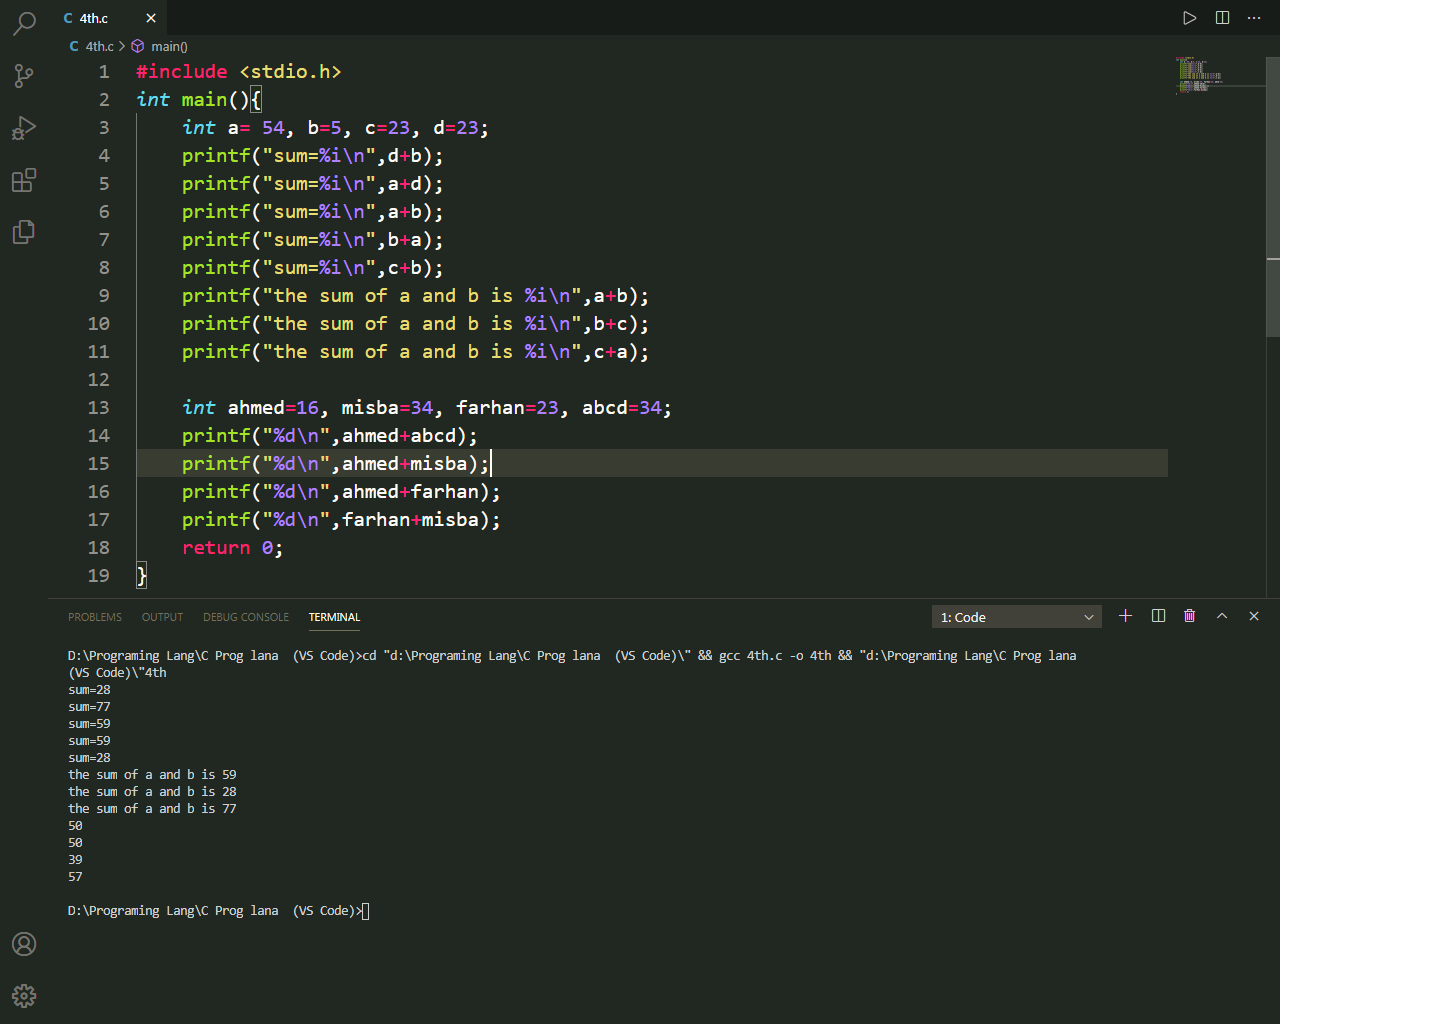 C 4th.c ×
C 4th.c > main()
1 #include <stdio.h>
2 int main(){
3     int a= 54, b=5, c=23, d=23;
4     printf("sum=%i\n",d+b);
5     printf("sum=%i\n",a+d);
6     printf("sum=%i\n",a+b);
7     printf("sum=%i\n",b+a);
8     printf("sum=%i\n",c+b);
9     printf("the sum of a and b is %i\n",a+b);
10     printf("the sum of a and b is %i\n",b+c);
11     printf("the sum of a and b is %i\n",c+a);
12
13     int ahmed=16, misba=34, farhan=23, abcd=34;
14     printf("%d\n",ahmed+abcd);
15     printf("%d\n",ahmed+misba);
16     printf("%d\n",ahmed+farhan);
17     printf("%d\n",farhan+misba);
18     return 0;
19 }
PROBLEMS OUTPUT DEBUG CONSOLE TERMINAL 1: Code
D:\Programing Lang\C Prog lana  (VS Code)>cd "d:\Programing Lang\C Prog lana  (VS Code)\" && gcc 4th.c -o 4th && "d:\Programing Lang\C Prog lana
(VS Code)\"4th
sum=28
sum=77
sum=59
sum=59
sum=28
the sum of a and b is 59
the sum of a and b is 28
the sum of a and b is 77
50
50
39
57
D:\Programing Lang\C Prog lana  (VS Code)>